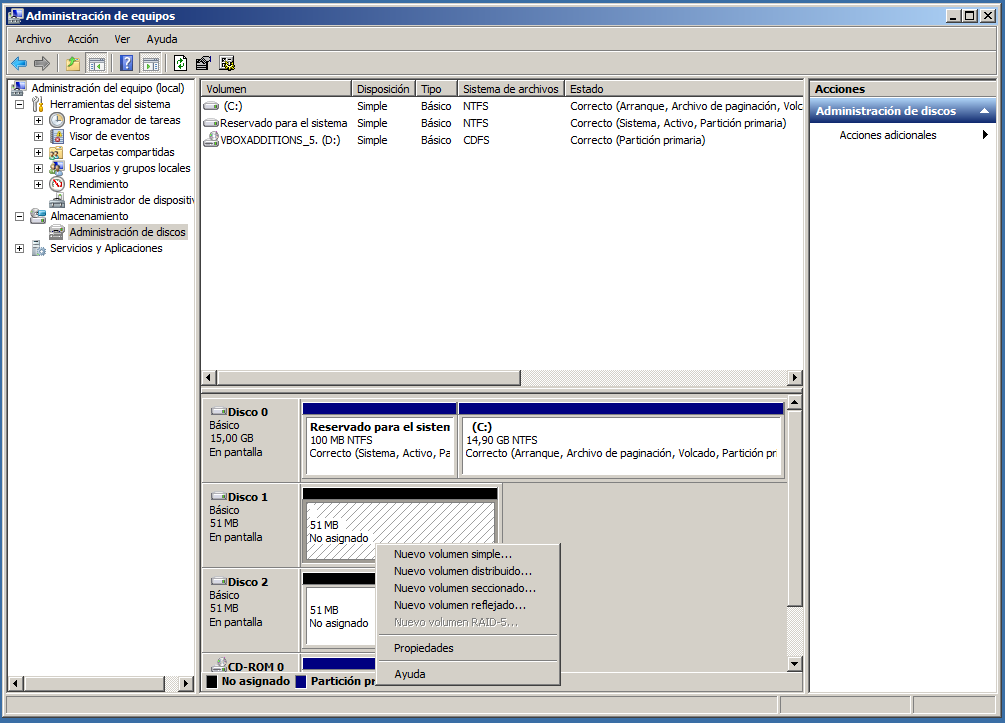 Administración de equipos
Archivo Acción Ver Ayuda
Administración del equipo (local)
Herramientas del sistema
Programador de tareas
Visor de eventos
Carpetas compartidas
Usuarios y grupos locales
Rendimiento
Administrador de dispositiv
Almacenamiento
Administración de discos
Servicios y Aplicaciones
Volumen Disposición Tipo Sistema de archivos Estado
(C:) Simple Básico NTFS Correcto (Arranque, Archivo de paginación, Volc
Reservado para el sistema Simple Básico NTFS Correcto (Sistema, Activo, Partición primaria)
VBOXADDITIONS_5. (D:) Simple Básico CDFS Correcto (Partición primaria)
Acciones
Administración de discos
Acciones adicionales
Disco 0
Básico
15,00 GB
En pantalla
Reservado para el sisten
100 MB NTFS
Correcto (Sistema, Activo, Pa
(C:)
14,90 GB NTFS
Correcto (Arranque, Archivo de paginación, Volcado, Partición pri
Disco 1
Básico
51 MB
En pantalla
51 MB
No asignado
Disco 2
Básico
51 MB
En pantalla
51 MB
No asignado
CD-ROM 0
No asignado Partición pr
Nuevo volumen simple...
Nuevo volumen distribuido...
Nuevo volumen seccionado...
Nuevo volumen reflejado...
Nuevo volumen RAID-5...
Propiedades
Ayuda